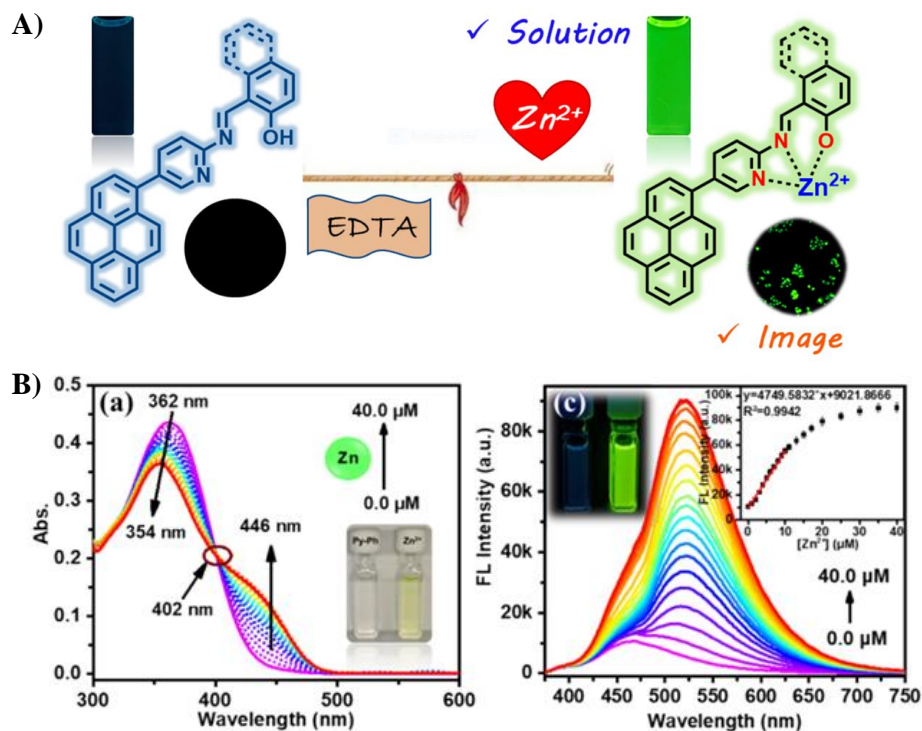 A)
✓ Solution
Zn²⁺
OH
N
N
EDTA
N
O
N
Zn²⁺
✓ Image
B)
(a)
362 nm
354 nm
402 nm
446 nm
40.0 µM
Zn
0.0 µM
Py-Ph
Zn²⁺
0.5
0.4
0.3
0.2
0.1
0.0
Abs.
300 400 500 600
Wavelength (nm)
(c)
y=4749.5832*x+9021.8666
R²=0.9942
100k
80k
60k
40k
20k
0
FL Intensity (a.u.)
0 10 20 30 40
[Zn²⁺] (µM)
40.0 µM
0.0 µM
80k
60k
40k
20k
0
FL Intensity (a.u.)
400 450 500 550 600 650 700 750
Wavelength (nm)